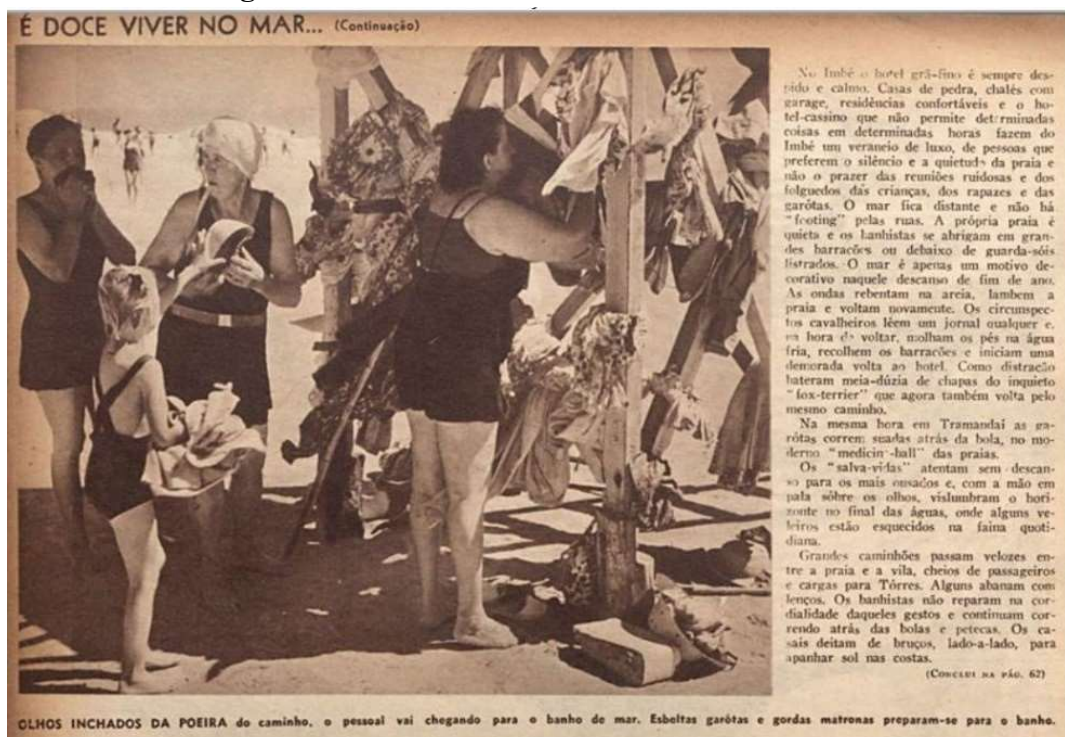 É DOCE VIVER NO MAR... (Continuação)
No Imbé o hotel grã-fino é sempre des-
pido e calmo. Casas de pedra, chalés com
garage, residências confortáveis e o ho-
tel-cassino que não permite determinadas
coisas em determinadas horas fazem do
Imbé um veraneio de luxo, de pessoas que
preferem o silêncio e a quietude da praia e
não o prazer das reuniões ruidosas e dos
folguedos das crianças, dos rapazes e das
garôtas. O mar fica distante e não há
"footing" pelas ruas. A própria praia é
quieta e os banhistas se abrigam em gran-
des barracões ou debaixo de guarda-sóis
listrados. O mar é apenas um motivo de-
corativo naquele descanso de fim de ano.
As ondas rebentam na areia, lambem a
praia e voltam novamente. Os circunspec-
tos cavalheiros lêem um jornal qualquer e,
na hora de voltar, molham os pés na água
fria, recolhem os barracões e iniciam uma
demorada volta ao hotel. Como distração
bateram meia-dúzia de chapas do inquieto
"fox-terrier" que agora também volta pelo
mesmo caminho.
Na mesma hora em Tramandaí as ga-
rôtas correm suadas atrás da bola, no mo-
derno "medicin-ball" das praias.
Os "salva-vidas" atentam sem descan-
so para os mais ousados e, com a mão em
pala sôbre os olhos, vislumbram o hori-
zonte no final das águas, onde alguns ve-
leiros estão esquecidos na faina quoti-
diana.
Grandes caminhões passam velozes en-
tre a praia e a vila, cheios de passageiros
e cargas para Tôrres. Alguns abanam com
lenços. Os banhistas não reparam na cor-
dialidade daqueles gestos e continuam cor-
rendo atrás das bolas e petecas. Os ca-
sais deitam de bruços, lado-a-lado, para
apanhar sol nas costas.
(CONCLUI NA PÁG. 62)
OLHOS INCHADOS DA POEIRA do caminho, o pessoal vai chegando para o banho de mar. Esbeltas garôtas e gordas matronas preparam-se para o banho.